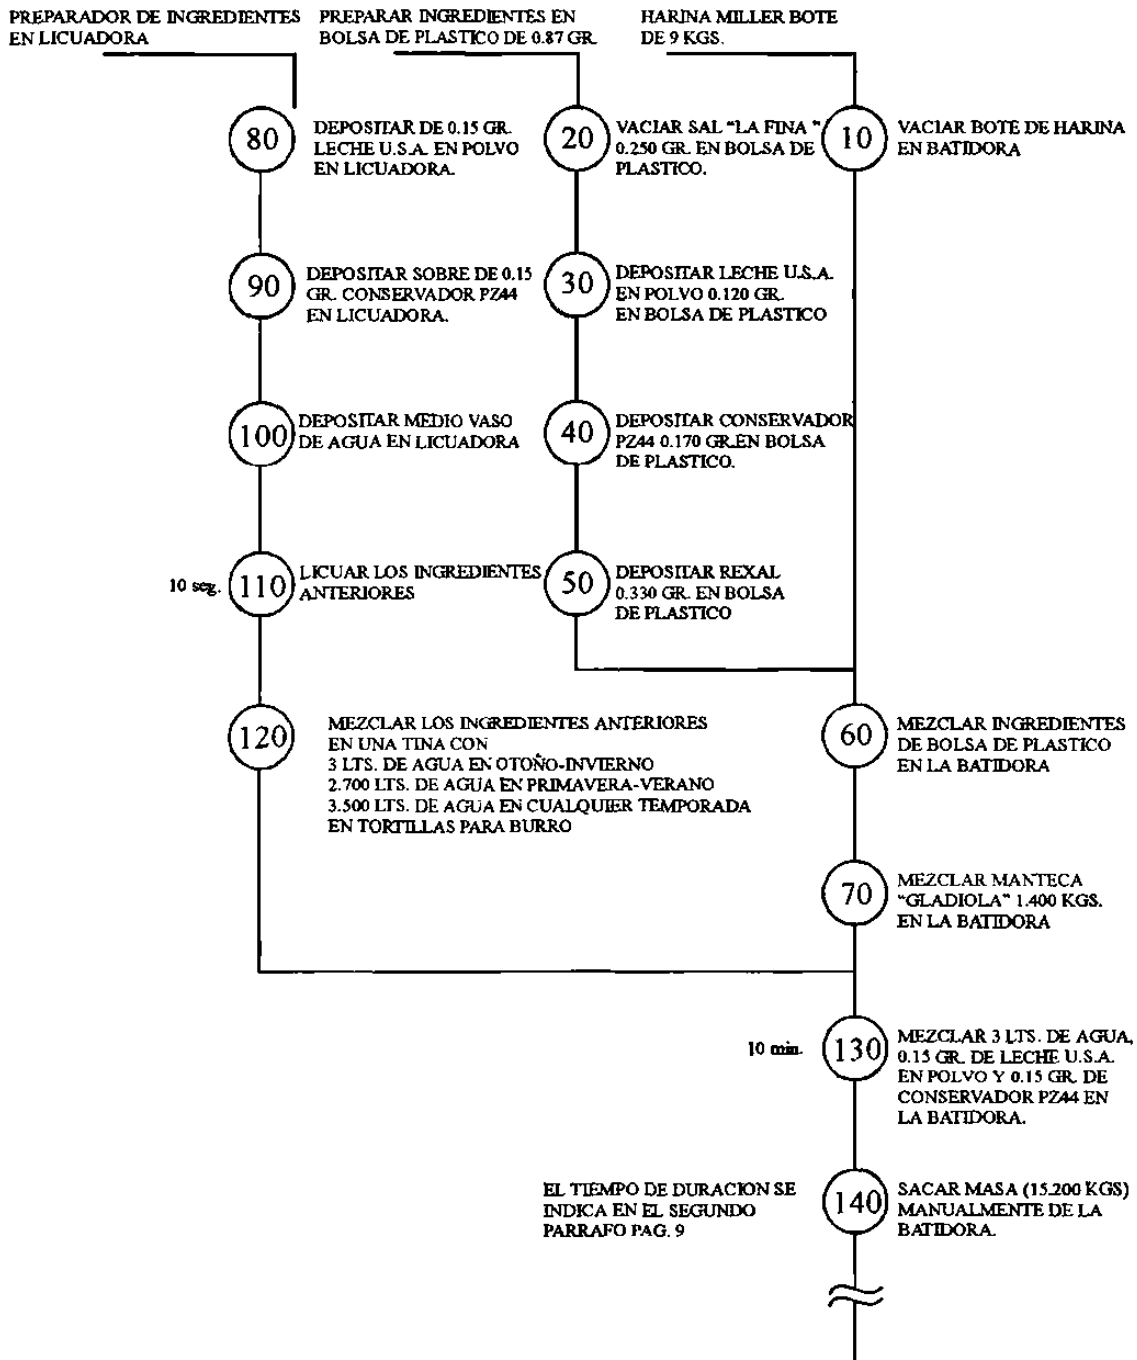 PREPARADOR DE INGREDIENTES
EN LICUADORA
PREPARAR INGREDIENTES EN
BOLSA DE PLASTICO DE 0.87 GR.
HARINA MILLER BOTE
DE 9 KGS.
80
DEPOSITAR DE 0.15 GR.
LECHE U.S.A. EN POLVO
EN LICUADORA.
20
VACIAR SAL "LA FINA "
0.250 GR. EN BOLSA DE
PLASTICO.
10
VACIAR BOTE DE HARINA
EN BATIDORA
90
DEPOSITAR SOBRE DE 0.15
GR. CONSERVADOR PZ44
EN LICUADORA.
30
DEPOSITAR LECHE U.S.A.
EN POLVO 0.120 GR.
EN BOLSA DE PLASTICO
100
DEPOSITAR MEDIO VASO
DE AGUA EN LICUADORA
40
DEPOSITAR CONSERVADOR
PZ44 0.170 GR.EN BOLSA
DE PLASTICO.
10 seg.
110
LICUAR LOS INGREDIENTES
ANTERIORES
50
DEPOSITAR REXAL
0.330 GR. EN BOLSA
DE PLASTICO
120
MEZCLAR LOS INGREDIENTES ANTERIORES
EN UNA TINA CON
3 LTS. DE AGUA EN OTOÑO-INVIERNO
2.700 LTS. DE AGUA EN PRIMAVERA-VERANO
3.500 LTS. DE AGUA EN CUALQUIER TEMPORADA
EN TORTILLAS PARA BURRO
60
MEZCLAR INGREDIENTES
DE BOLSA DE PLASTICO
EN LA BATIDORA
70
MEZCLAR MANTECA
"GLADIOLA" 1.400 KGS.
EN LA BATIDORA
10 min.
130
MEZCLAR 3 LTS. DE AGUA,
0.15 GR. DE LECHE U.S.A.
EN POLVO Y 0.15 GR. DE
CONSERVADOR PZ44 EN
LA BATIDORA.
EL TIEMPO DE DURACION SE
INDICA EN EL SEGUNDO
PARRAFO PAG. 9
140
SACAR MASA (15.200 KGS)
MANUALMENTE DE LA
BATIDORA.